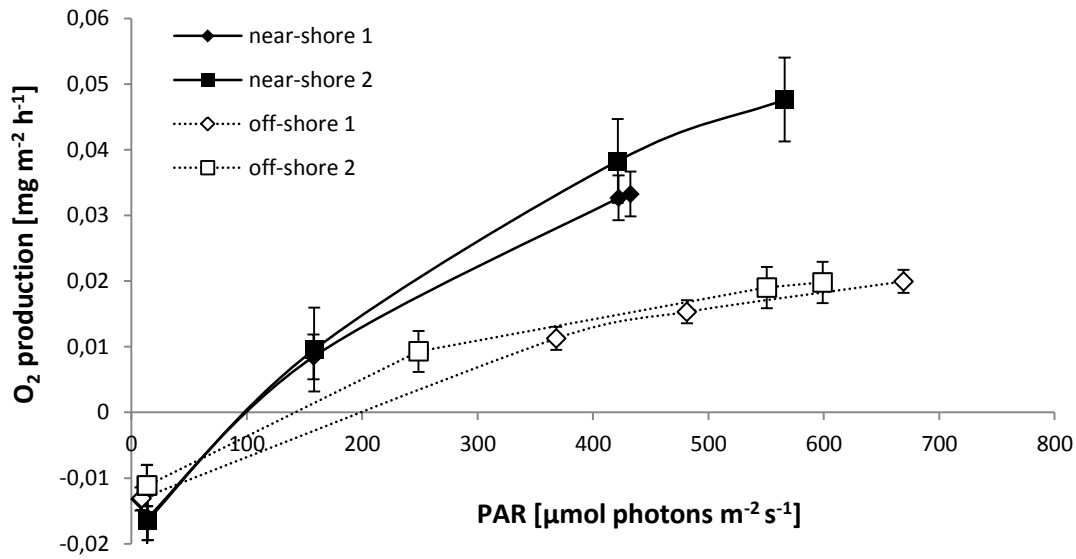 0,06
0,05
0,04
0,03
0,02
0,01
0
-0,01
-0,02
O₂ production [mg m⁻² h⁻¹]
near-shore 1
near-shore 2
off-shore 1
off-shore 2
0 100 200 300 400 500 600 700 800
PAR [µmol photons m⁻² s⁻¹]